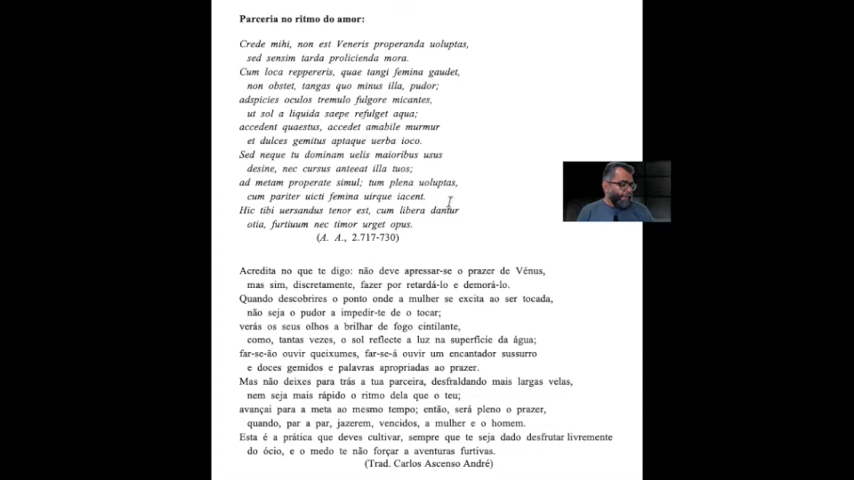 Parceria no ritmo do amor:
Crede mihi, non est Veneris properanda uoluptas,
sed sensim tarda prolicienda mora.
Cum loca reppereris, quae tangi femina gaudet,
non obstet, tangas quo minus illa, pudor;
adspicies oculos tremulo fulgore micantes,
ut sol a liquida saepe refulget aqua;
accedent quaestus, accedet amabile murmur
et dulces gemitus aptaque uerba ioco.
Sed neque tu dominam uelis maioribus usus
desine, nec cursus anteeat illa tuos;
ad metam properate simul; tum plena uoluptas,
cum pariter uicti femina uirque iacent.
Hic tibi uersandus tenor est, cum libera dantur
otia, furtiuum nec timor urget opus.
(A. A., 2.717-730)
Acredita no que te digo: não deve apressar-se o prazer de Vénus,
mas sim, discretamente, fazer por retardá-lo e demorá-lo.
Quando descobrires o ponto onde a mulher se excita ao ser tocada,
não seja o pudor a impedir-te de o tocar;
verás os seus olhos a brilhar de fogo cintilante,
como, tantas vezes, o sol reflecte a luz na superfície da água;
far-se-ão ouvir queixumes, far-se-á ouvir um encantador sussurro
e doces gemidos e palavras apropriadas ao prazer.
Mas não deixes para trás a tua parceira, desfraldando mais largas velas,
nem seja mais rápido o ritmo dela que o teu;
avançai para a meta ao mesmo tempo; então, será pleno o prazer,
quando, par a par, jazerem, vencidos, a mulher e o homem.
Esta é a prática que deves cultivar, sempre que te seja dado desfrutar livremente
do ócio, e o medo te não forçar a aventuras furtivas.
(Trad. Carlos Ascenso André)